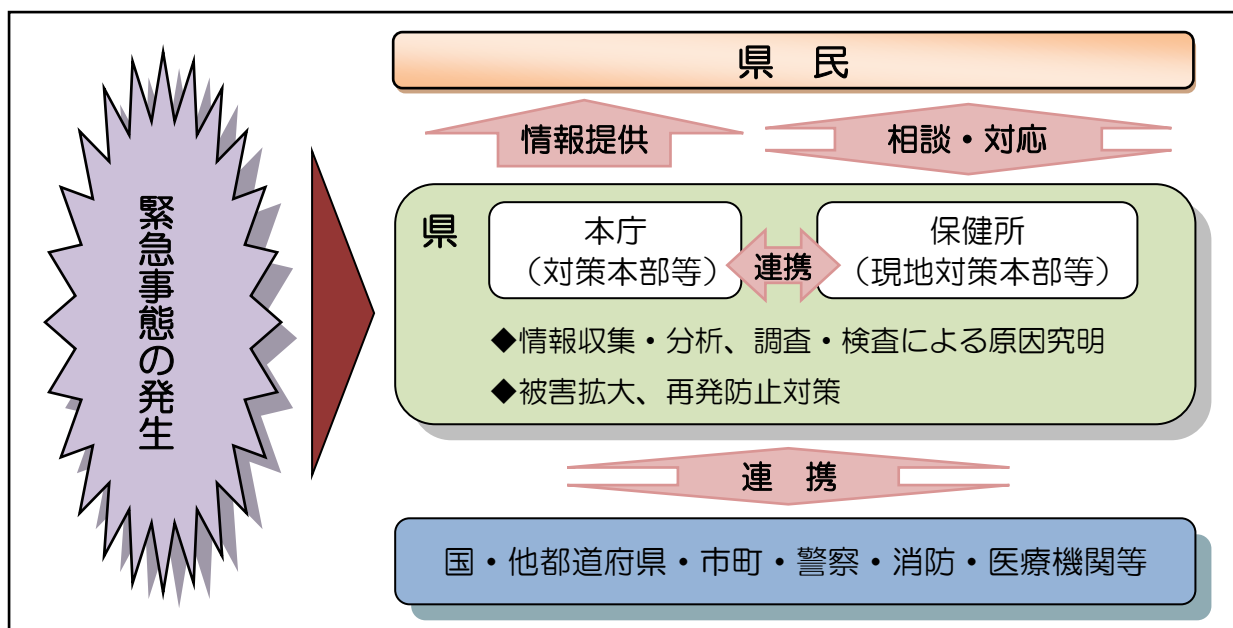 緊急事態の発生
県　民
情報提供
相談・対応
県
本庁
（対策本部等）
連携
保健所
（現地対策本部等）
◆情報収集・分析、調査・検査による原因究明
◆被害拡大、再発防止対策
連　携
国・他都道府県・市町・警察・消防・医療機関等